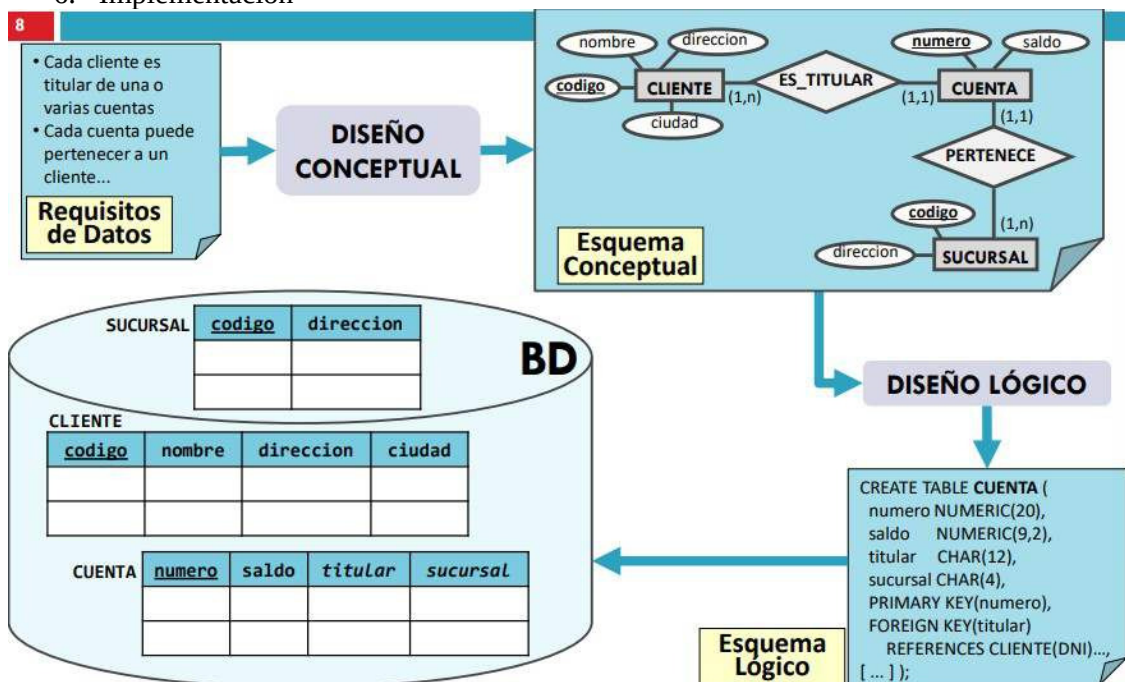 6. Implementación
8
• Cada cliente es
titular de una o
varias cuentas
• Cada cuenta puede
pertenecer a un
cliente...
Requisitos
de Datos
DISEÑO
CONCEPTUAL
nombre
direccion
codigo
CLIENTE
(1,n)
ciudad
ES_TITULAR
(1,1)
numero
saldo
CUENTA
(1,1)
PERTENECE
(1,n)
codigo
direccion
SUCURSAL
Esquema
Conceptual
DISEÑO LÓGICO
CREATE TABLE CUENTA (
numero NUMERIC(20),
saldo NUMERIC(9,2),
titular CHAR(12),
sucursal CHAR(4),
PRIMARY KEY(numero),
FOREIGN KEY(titular)
REFERENCES CLIENTE(DNI)...,
[ ... ] );
Esquema
Lógico
BD
SUCURSAL codigo direccion
CLIENTE
codigo nombre direccion ciudad
CUENTA numero saldo titular sucursal